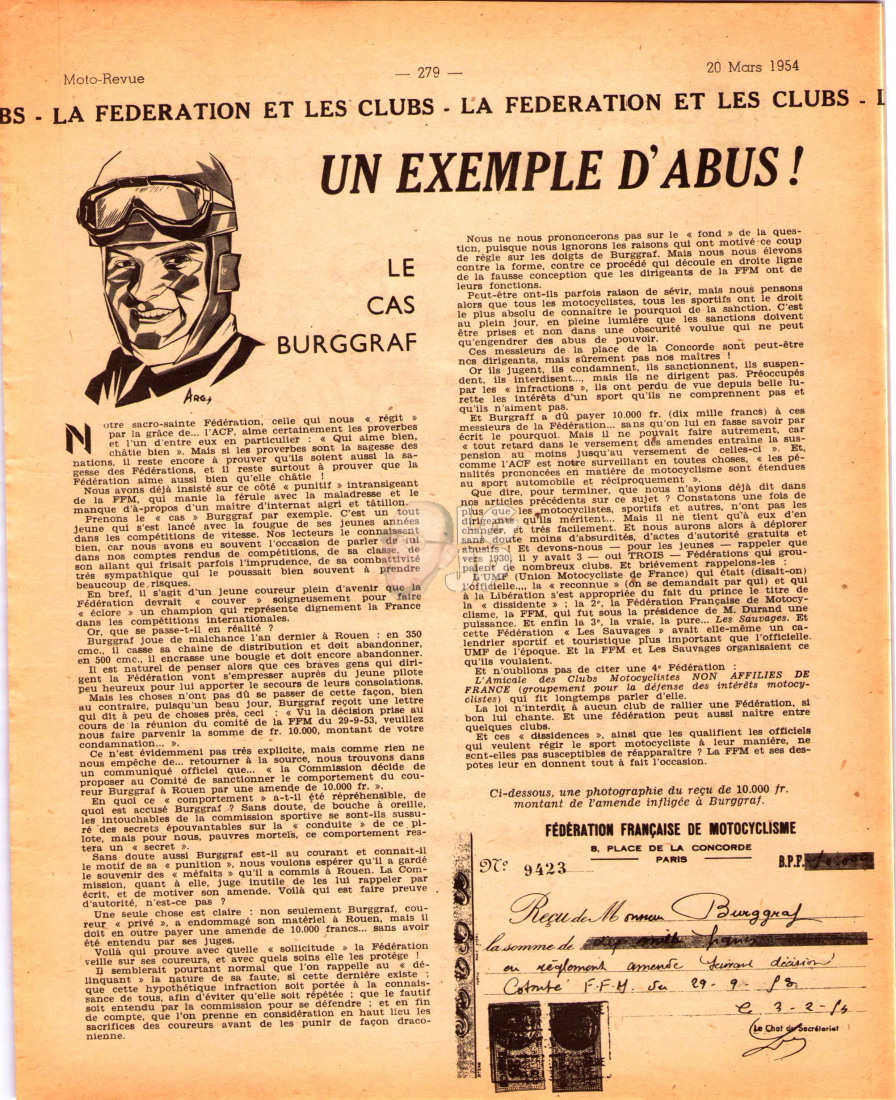 Moto-Revue
— 279 —
20 Mars 1954
BS - LA FEDERATION ET LES CLUBS - LA FEDERATION ET LES CLUBS - L
UN EXEMPLE D'ABUS !
LE
CAS
BURGGRAF
Notre sacro-sainte Fédération, celle qui nous « régit »
par la grâce de... l'ACF, aime certainement les proverbes
et l'un d'entre eux en particulier : « Qui aime bien,
châtie bien ». Mais si les proverbes sont la sagesse des
nations, il reste encore à prouver qu'ils soient aussi la sa-
gesse des Fédérations, et il reste surtout à prouver que la
Fédération aime aussi bien qu'elle châtie !
Nous avons déjà insisté sur ce côté « punitif » intransigeant
de la FFM, qui manie la férule avec la maladresse et le
manque d'à-propos d'un maître d'internat aigri et tâtillon.
Prenons le « cas » Burggraf par exemple. C'est un tout
jeune qui s'est lancé avec la fougue de ses jeunes années
dans les compétitions de vitesse. Nos lecteurs le connaissent
bien, car nous avons eu souvent l'occasion de parler de lui
dans nos comptes rendus de compétitions, de sa classe, de
son allant qui frisait parfois l'imprudence, de sa combattivité
très sympathique qui le poussait bien souvent à prendre
beaucoup de risques.
En bref, il s'agit d'un jeune coureur plein d'avenir que la
Fédération devrait « couver » soigneusement pour faire
« éclore » un champion qui représente dignement la France
dans les compétitions internationales.
Or, que se passe-t-il en réalité ?
Burggraf joue de malchance l'an dernier à Rouen : en 350
cmc., il casse sa chaîne de distribution et doit abandonner,
en 500 cmc., il encrasse une bougie et doit encore abandonner.
Il est naturel de penser alors que ces braves gens qui diri-
gent la Fédération vont s'empresser auprès du jeune pilote
peu heureux pour lui apporter le secours de leurs consolations.
Mais les choses n'ont pas dû se passer de cette façon, bien
au contraire, puisqu'un beau jour, Burggraf reçoit une lettre
qui dit à peu de choses près, ceci : « Vu la décision prise au
cours de la réunion du comité de la FFM du 29-9-53, veuillez
nous faire parvenir la somme de fr. 10.000, montant de votre
condamnation... ».
Ce n'est évidemment pas très explicite, mais comme rien ne
nous empêche de... retourner à la source, nous trouvons dans
un communiqué officiel que... « la Commission décide de
proposer au Comité de sanctionner le comportement du cou-
reur Burggraf à Rouen par une amende de 10.000 fr. ».
En quoi ce « comportement » a-t-il été répréhensible, de
quoi est accusé Burggraf ? Sans doute, de bouche à oreille,
les intouchables de la commission sportive se sont-ils sussu-
ré des secrets épouvantables sur la « conduite » de ce pi-
lote, mais pour nous, pauvres mortels, ce comportement res-
tera un « secret ».
Sans doute aussi Burggraf est-il au courant et connait-il
le motif de sa « punition », nous voulons espérer qu'il a gardé
le souvenir des « méfaits » qu'il a commis à Rouen. La Com-
mission, quant à elle, juge inutile de les lui rappeler par
écrit, et de motiver son amende. Voilà qui est faire preuve
d'autorité, n'est-ce pas ?
Une seule chose est claire : non seulement Burggraf, cou-
reur « privé », a endommagé son matériel à Rouen, mais il
doit en outre payer une amende de 10.000 francs... sans avoir
été entendu par ses juges.
Voilà qui prouve avec quelle « sollicitude » la Fédération
veille sur ses coureurs, et avec quels soins elle les protège !
Il semblerait pourtant normal que l'on rappelle au « dé-
linquant » la nature de sa faute, si cette dernière existe ;
que cette hypothétique infraction soit portée à la connais-
sance de tous, afin d'éviter qu'elle soit répétée ; que le fautif
soit entendu par la commission pour se défendre ; et en fin
de compte, que l'on prenne en considération en haut lieu les
sacrifices des coureurs avant de les punir de façon draco-
nienne.
Nous ne nous prononcerons pas sur le « fond » de la ques-
tion, puisque nous ignorons les raisons qui ont motivé ce coup
de règle sur les doigts de Burggraf. Mais nous nous élevons
contre la forme, contre ce procédé qui découle en droite ligne
de la fausse conception que les dirigeants de la FFM ont de
leurs fonctions.
Peut-être ont-ils parfois raison de sévir, mais nous pensons
alors que tous les motocyclistes, tous les sportifs ont le droit
le plus absolu de connaître le pourquoi de la sanction. C'est
au plein jour, en pleine lumière que les sanctions doivent
être prises et non dans une obscurité voulue qui ne peut
qu'engendrer des abus de pouvoir.
Ces messieurs de la place de la Concorde sont peut-être
nos dirigeants, mais sûrement pas nos maîtres !
Or ils jugent, ils condamnent, ils sanctionnent, ils suspen-
dent, ils interdisent..., mais ils ne dirigent pas. Préoccupés
par les « infractions », ils ont perdu de vue depuis belle lu-
rette les intérêts d'un sport qu'ils ne comprennent pas et
qu'ils n'aiment pas.
Et Burgraff a dû payer 10.000 fr. (dix mille francs) à ces
messieurs de la Fédération... sans qu'on lui en fasse savoir par
écrit le pourquoi. Mais il ne pouvait faire autrement, car
« tout retard dans le versement des amendes entraîne la sus-
pension au moins jusqu'au versement de celles-ci ». Et,
comme l'ACF est notre surveillant en toutes choses, « les pé-
nalités prononcées en matière de motocyclisme sont étendues
au sport automobile et réciproquement ».
Que dire, pour terminer, que nous n'ayions déjà dit dans
nos articles précédents sur ce sujet ? Constatons une fois de
plus que les motocyclistes, sportifs et autres, n'ont pas les
dirigeants qu'ils méritent... Mais il ne tient qu'à eux d'en
changer, et très facilement. Et nous aurons alors à déplorer
sans doute moins d'absurdités, d'actes d'autorité gratuits et
abusifs ! Et devons-nous — pour les jeunes — rappeler que
vers 1930, il y avait 3 — oui TROIS — Fédérations qui grou-
paient de nombreux clubs. Et brièvement rappelons-les :
l'UMF (Union Motocycliste de France) qui était (disait-on)
l'officielle..., la « reconnue » (on se demandait par qui) et qui
à la Libération s'est appropriée du fait du prince le titre de
la « dissidente » ; la 2e, la Fédération Française de Motocy-
clisme, la FFM, qui fut sous la présidence de M. Durand une
puissance. Et enfin la 3e, la vraie, la pure... Les Sauvages. Et
cette Fédération « Les Sauvages » avait elle-même un ca-
lendrier sportif et touristique plus important que l'officielle.
UMF de l'époque. Et la FFM et Les Sauvages organisaient ce
qu'ils voulaient.
Et n'oublions pas de citer une 4e Fédération :
L'Amicale des Clubs Motocyclistes NON AFFILIES DE
FRANCE (groupement pour la défense des intérêts motocy-
clistes) qui fit longtemps parler d'elle.
La loi n'interdit à aucun club de rallier une Fédération, si
bon lui chante. Et une fédération peut aussi naître entre
quelques clubs.
Et ces « dissidences », ainsi que les qualifient les officiels
qui veulent régir le sport motocycliste à leur manière, ne
sont-elles pas susceptibles de réapparaître ? La FFM et ses des-
potes leur en donnent tout à fait l'occasion.
Ci-dessous, une photographie du reçu de 10.000 fr.
montant de l'amende infligée à Burggraf.
FÉDÉRATION FRANÇAISE DE MOTOCYCLISME
8, PLACE DE LA CONCORDE
PARIS
No 9423
B.P.F. 10.000
Reçu de Monsieur Burggraf
la somme de dix mille francs
en règlement amende suivant décision
Comité F.F.M. du 29-9-53
le 3-2-54
Le Chef du Secrétariat